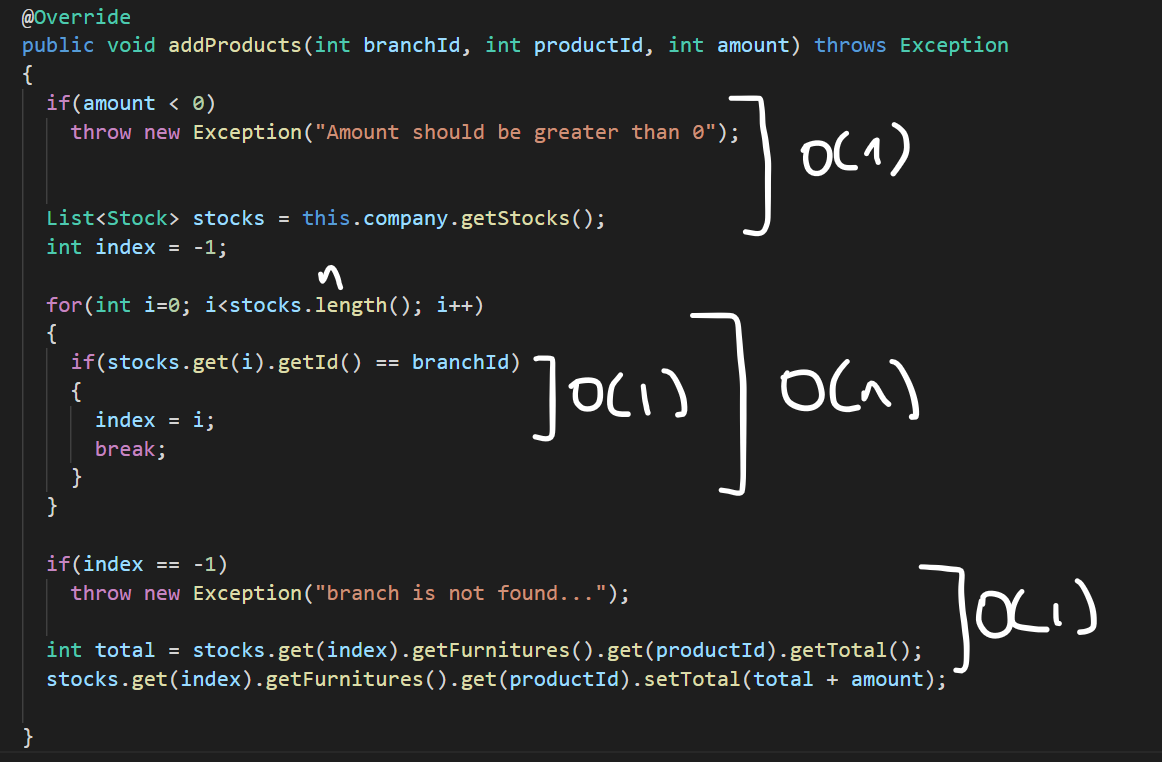 @Override
public void addProducts(int branchId, int productId, int amount) throws Exception
{
if(amount < 0)
throw new Exception("Amount should be greater than 0");
O(1)
List<Stock> stocks = this.company.getStocks();
int index = -1;
n
for(int i=0; i<stocks.length(); i++)
{
if(stocks.get(i).getId() == branchId)
{
O(1)
O(n)
index = i;
break;
}
}
if(index == -1)
throw new Exception("branch is not found...");
O(1)
int total = stocks.get(index).getFurnitures().get(productId).getTotal();
stocks.get(index).getFurnitures().get(productId).setTotal(total + amount);
}